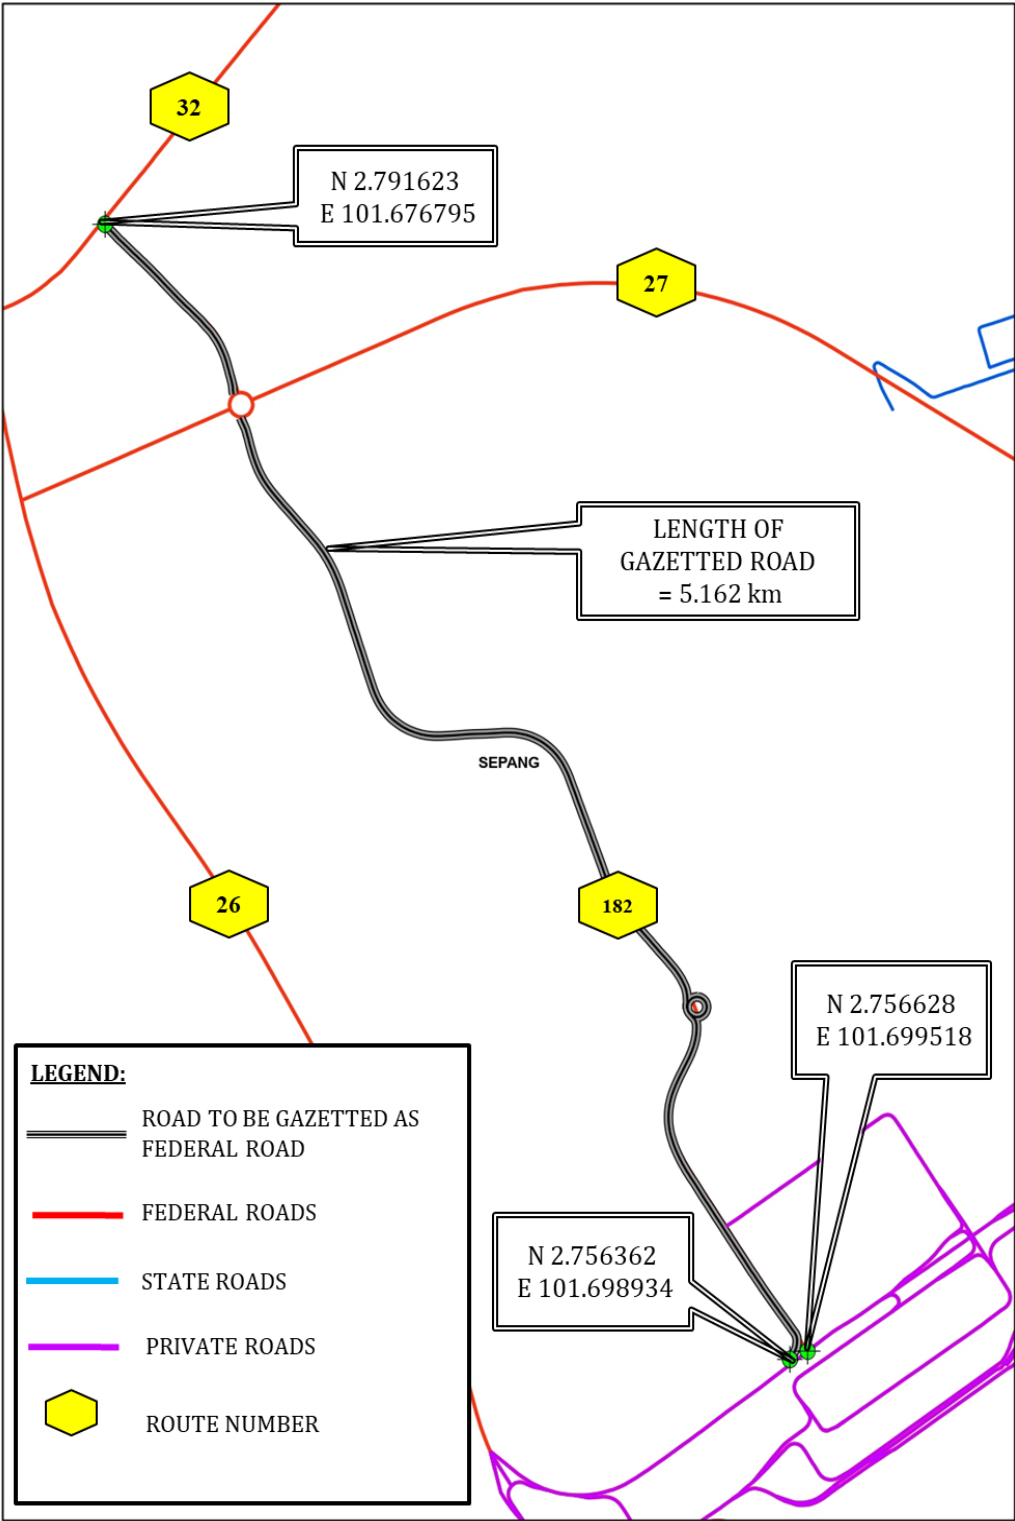 32
N 2.791623
E 101.676795
27
LENGTH OF
GAZETTED ROAD
= 5.162 km
SEPANG
26
182
N 2.756628
E 101.699518
N 2.756362
E 101.698934
LEGEND:
ROAD TO BE GAZETTED AS
FEDERAL ROAD
FEDERAL ROADS
STATE ROADS
PRIVATE ROADS
ROUTE NUMBER